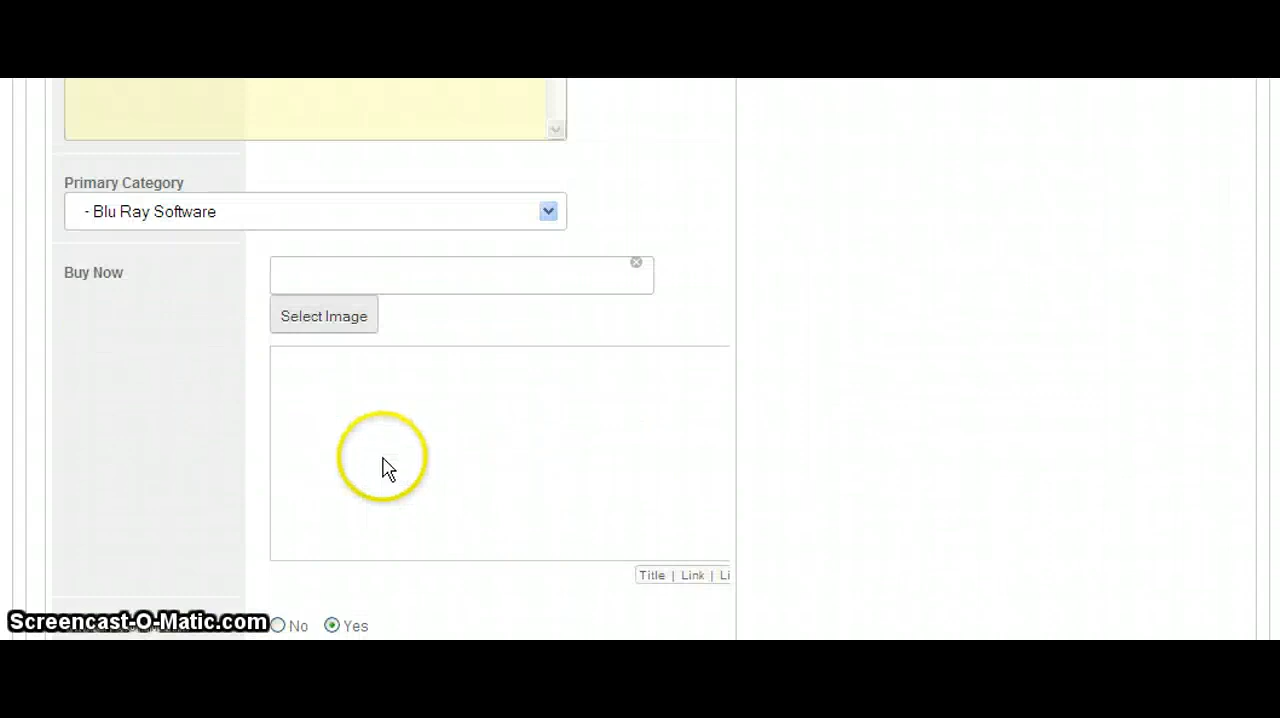 Primary Category
- Blu Ray Software
Buy Now
Select Image
Title | Link | Li
Screencast-O-Matic.com
No
Yes